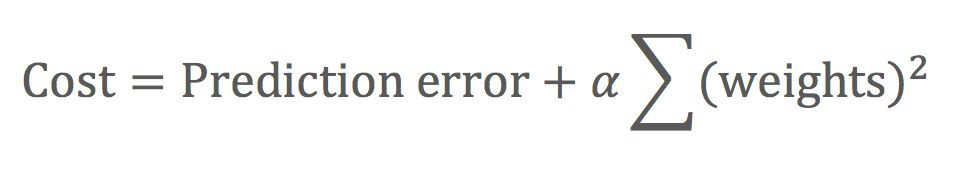 Cost = Prediction error + α ∑(weights)²